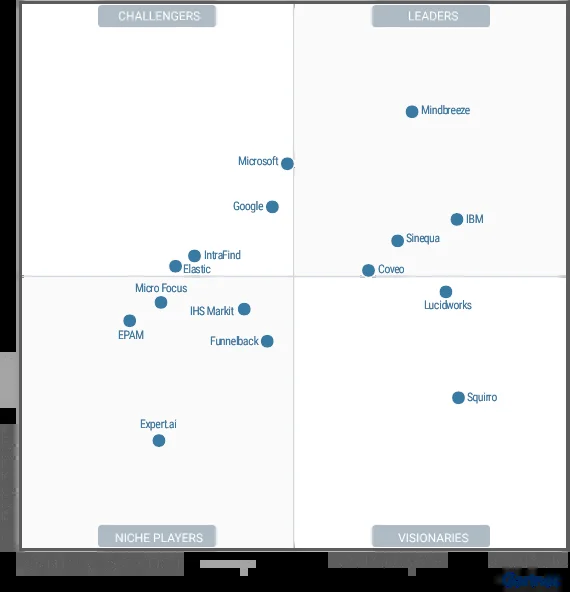 CHALLENGERS
LEADERS
Mindbreeze
Microsoft
Google
IBM
Sinequa
IntraFind
Elastic
Coveo
Micro Focus
IHS Markit
Lucidworks
EPAM
Funnelback
Squirro
Expert.ai
NICHE PLAYERS
VISIONARIES